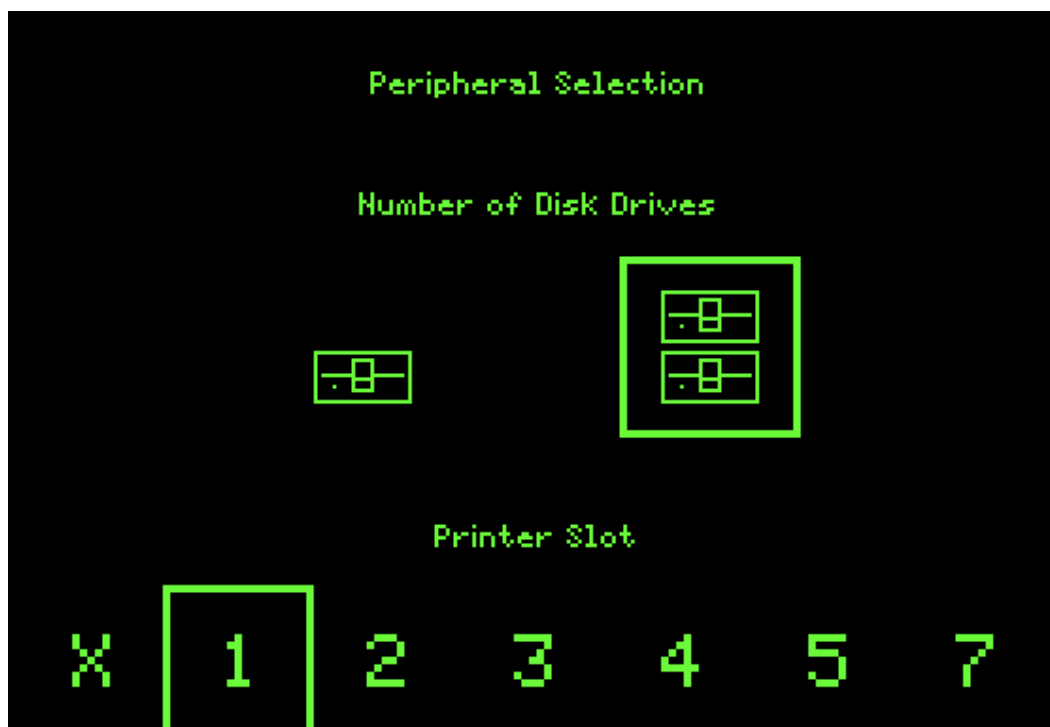 Peripheral Selection
Number of Disk Drives
Printer Slot
X 1 2 3 4 5 7